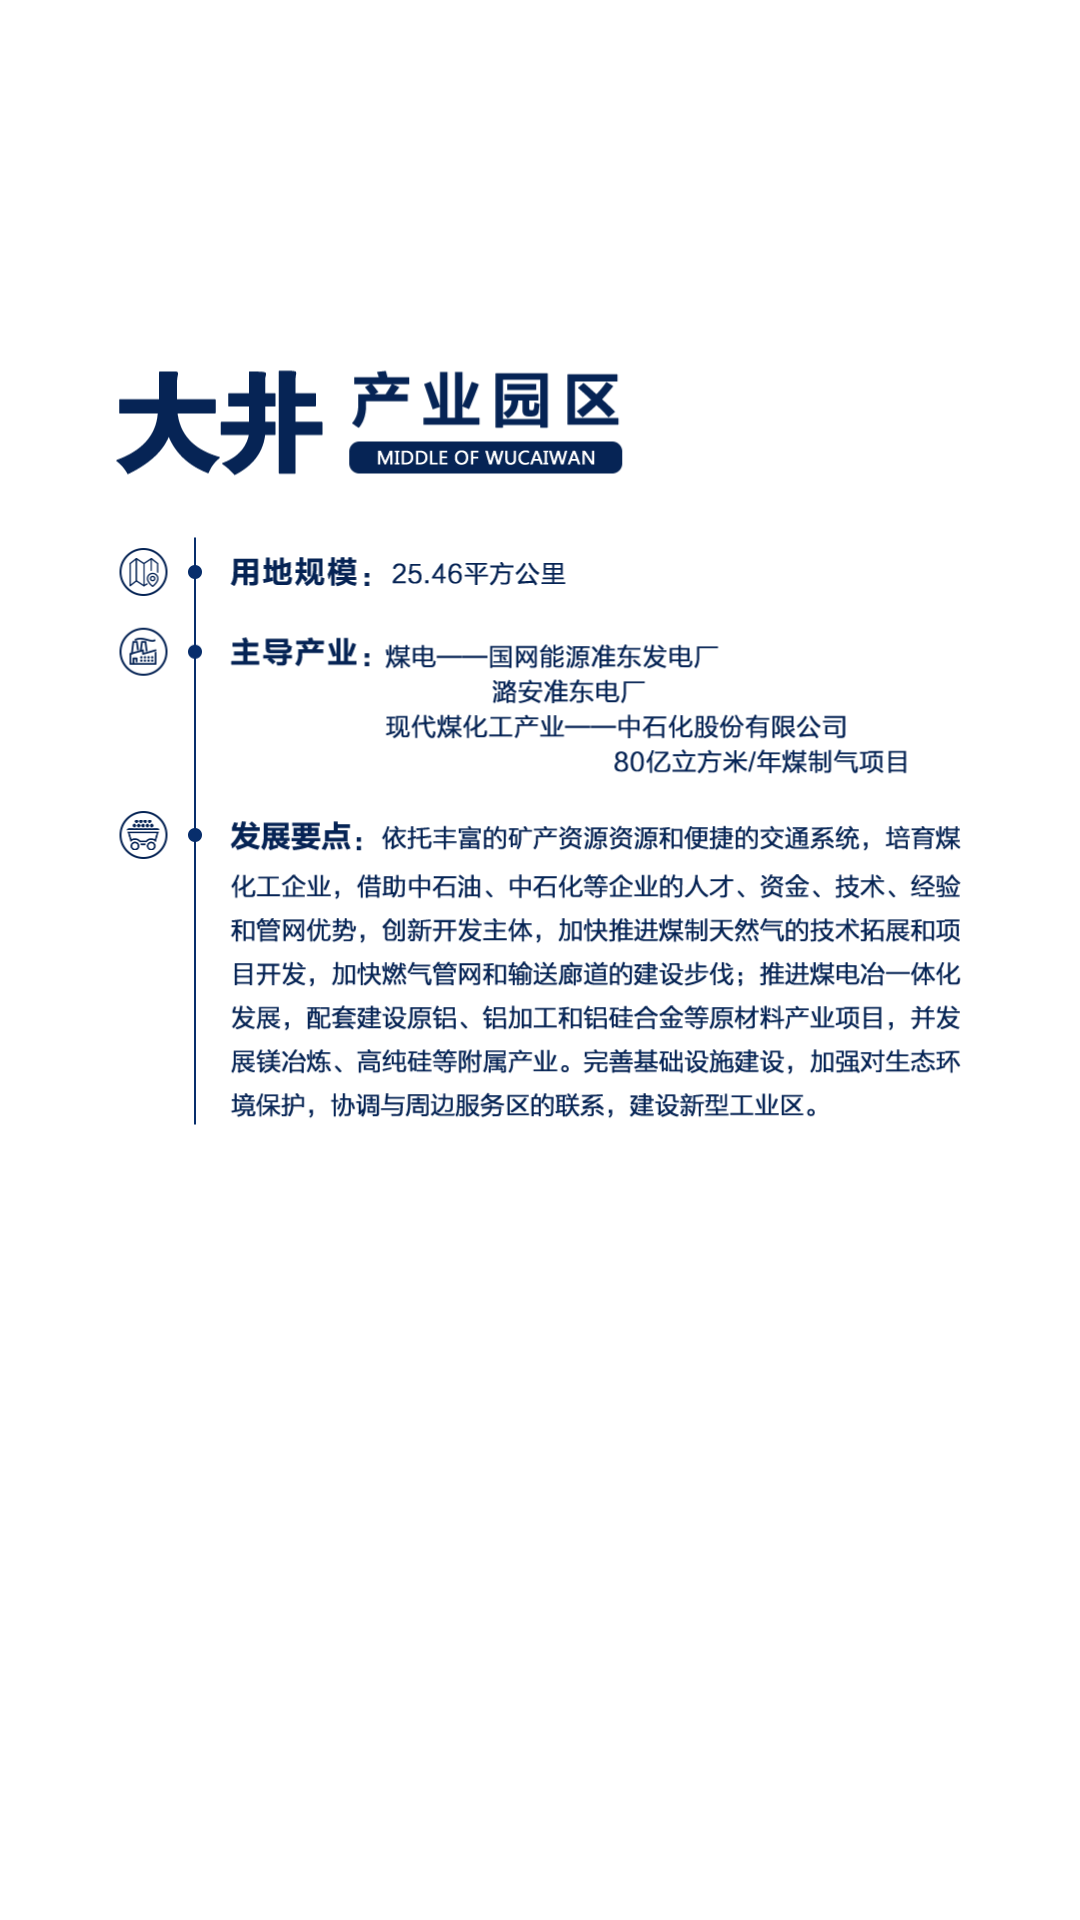 大井 产业园区
MIDDLE OF WUCAIWAN
用地规模：25.46平方公里
主导产业：煤电——国网能源准东发电厂
潞安准东电厂
现代煤化工产业——中石化股份有限公司
80亿立方米/年煤制气项目
发展要点：依托丰富的矿产资源资源和便捷的交通系统，培育煤
化工企业，借助中石油、中石化等企业的人才、资金、技术、经验
和管网优势，创新开发主体，加快推进煤制天然气的技术拓展和项
目开发，加快燃气管网和输送廊道的建设步伐；推进煤电冶一体化
发展，配套建设原铝、铝加工和铝硅合金等原材料产业项目，并发
展镁冶炼、高纯硅等附属产业。完善基础设施建设，加强对生态环
境保护，协调与周边服务区的联系，建设新型工业区。